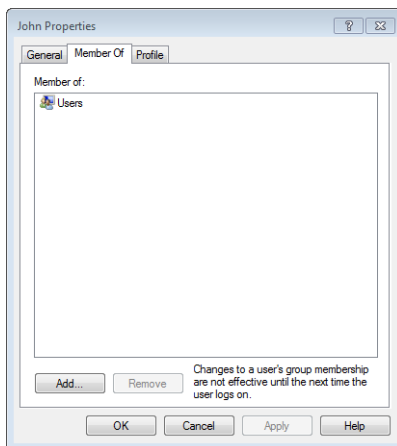 John Properties
General Member Of Profile
Member of:
Users
Add... Remove
Changes to a user's group membership
are not effective until the next time the
user logs on.
OK Cancel Apply Help